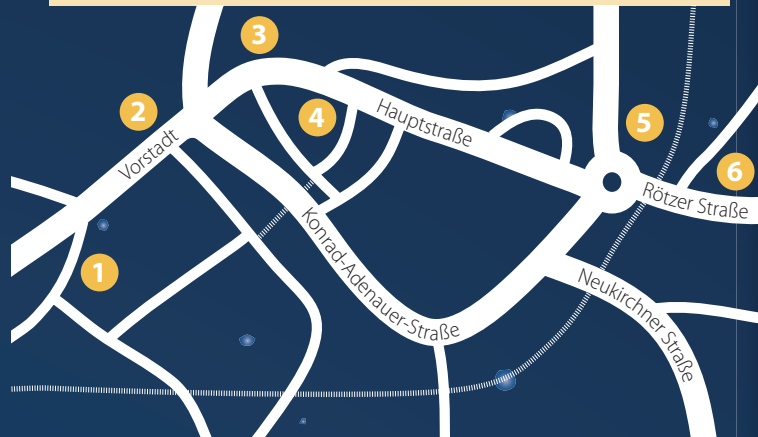 3
2
4
Hauptstraße
5
Vorstadt
6
Rötzer Straße
Konrad-Adenauer-Straße
1
Neukirchner Straße